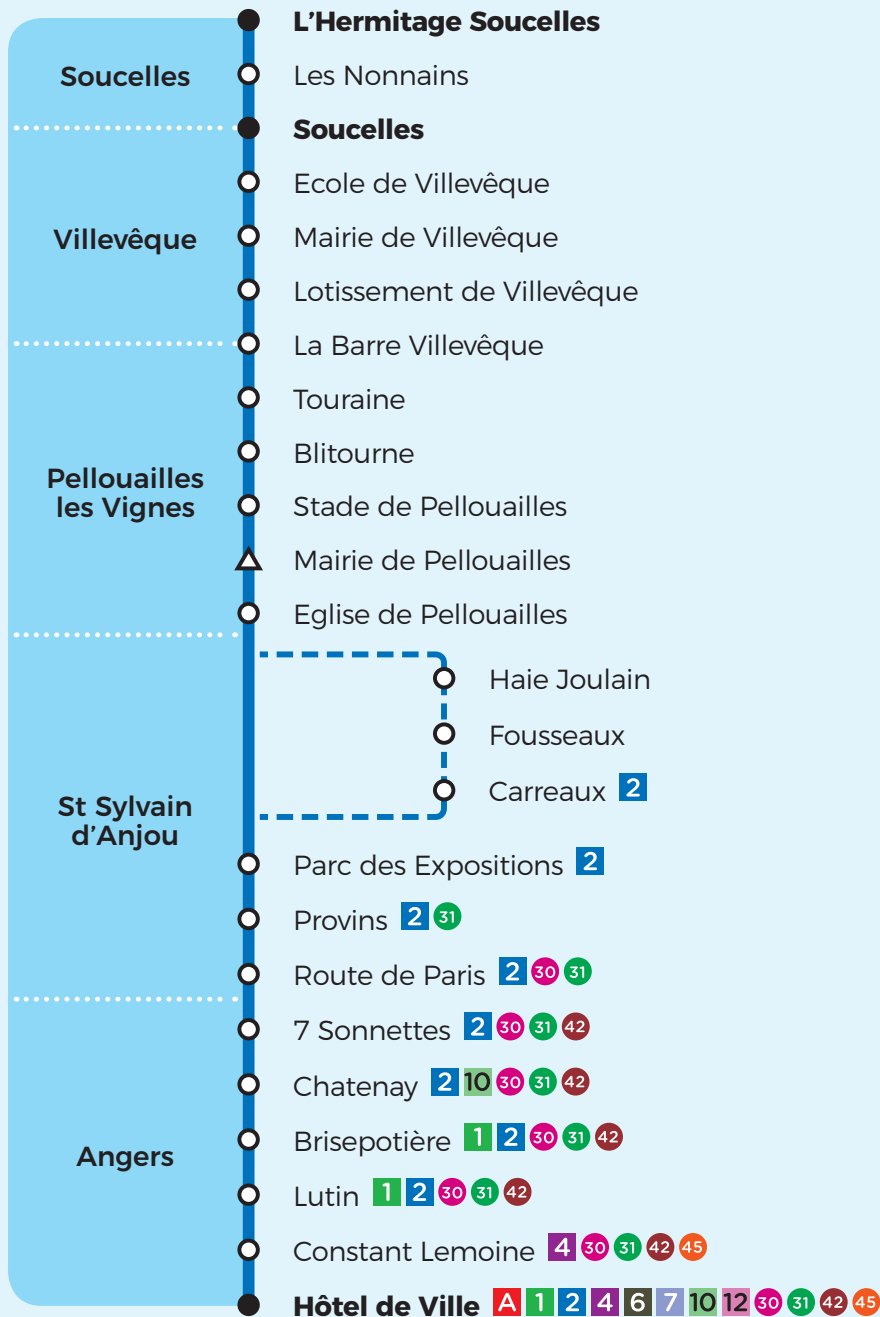 L'Hermitage Soucelles
Soucelles
Les Nonnains
Soucelles
Ecole de Villevêque
Villevêque
Mairie de Villevêque
Lotissement de Villevêque
La Barre Villevêque
Touraine
Blitourne
Pellouailles
les Vignes
Stade de Pellouailles
Mairie de Pellouailles
Eglise de Pellouailles
Haie Joulain
Fousseaux
Carreaux 2
St Sylvain
d'Anjou
Parc des Expositions 2
Provins 2 31
Route de Paris 2 30 31
7 Sonnettes 2 30 31 42
Chatenay 2 10 30 31 42
Brisepotière 1 2 30 31 42
Angers
Lutin 1 2 30 31 42
Constant Lemoine 4 30 31 42 45
Hôtel de Ville A 1 2 4 6 7 10 12 30 31 42 45